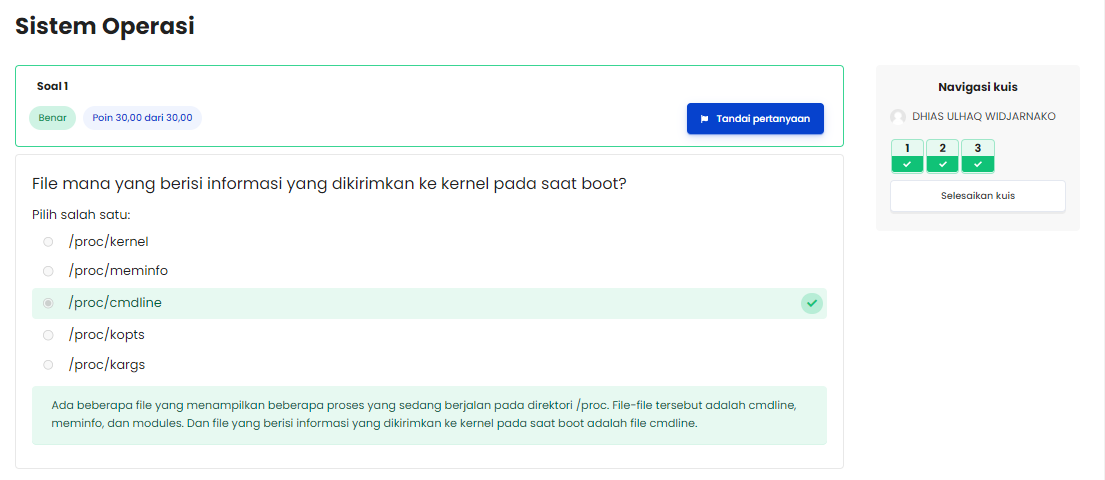 Sistem Operasi
Soal 1
Benar
Poin 30,00 dari 30,00
Tandai pertanyaan
File mana yang berisi informasi yang dikirimkan ke kernel pada saat boot?
Pilih salah satu:
/proc/kernel
/proc/meminfo
/proc/cmdline
/proc/kopts
/proc/kargs
Ada beberapa file yang menampilkan beberapa proses yang sedang berjalan pada direktori /proc. File-file tersebut adalah cmdline,
meminfo, dan modules. Dan file yang berisi informasi yang dikirimkan ke kernel pada saat boot adalah file cmdline.
Navigasi kuis
DHIAS ULHAQ WIDJARNAKO
1 2 3
Selesaikan kuis